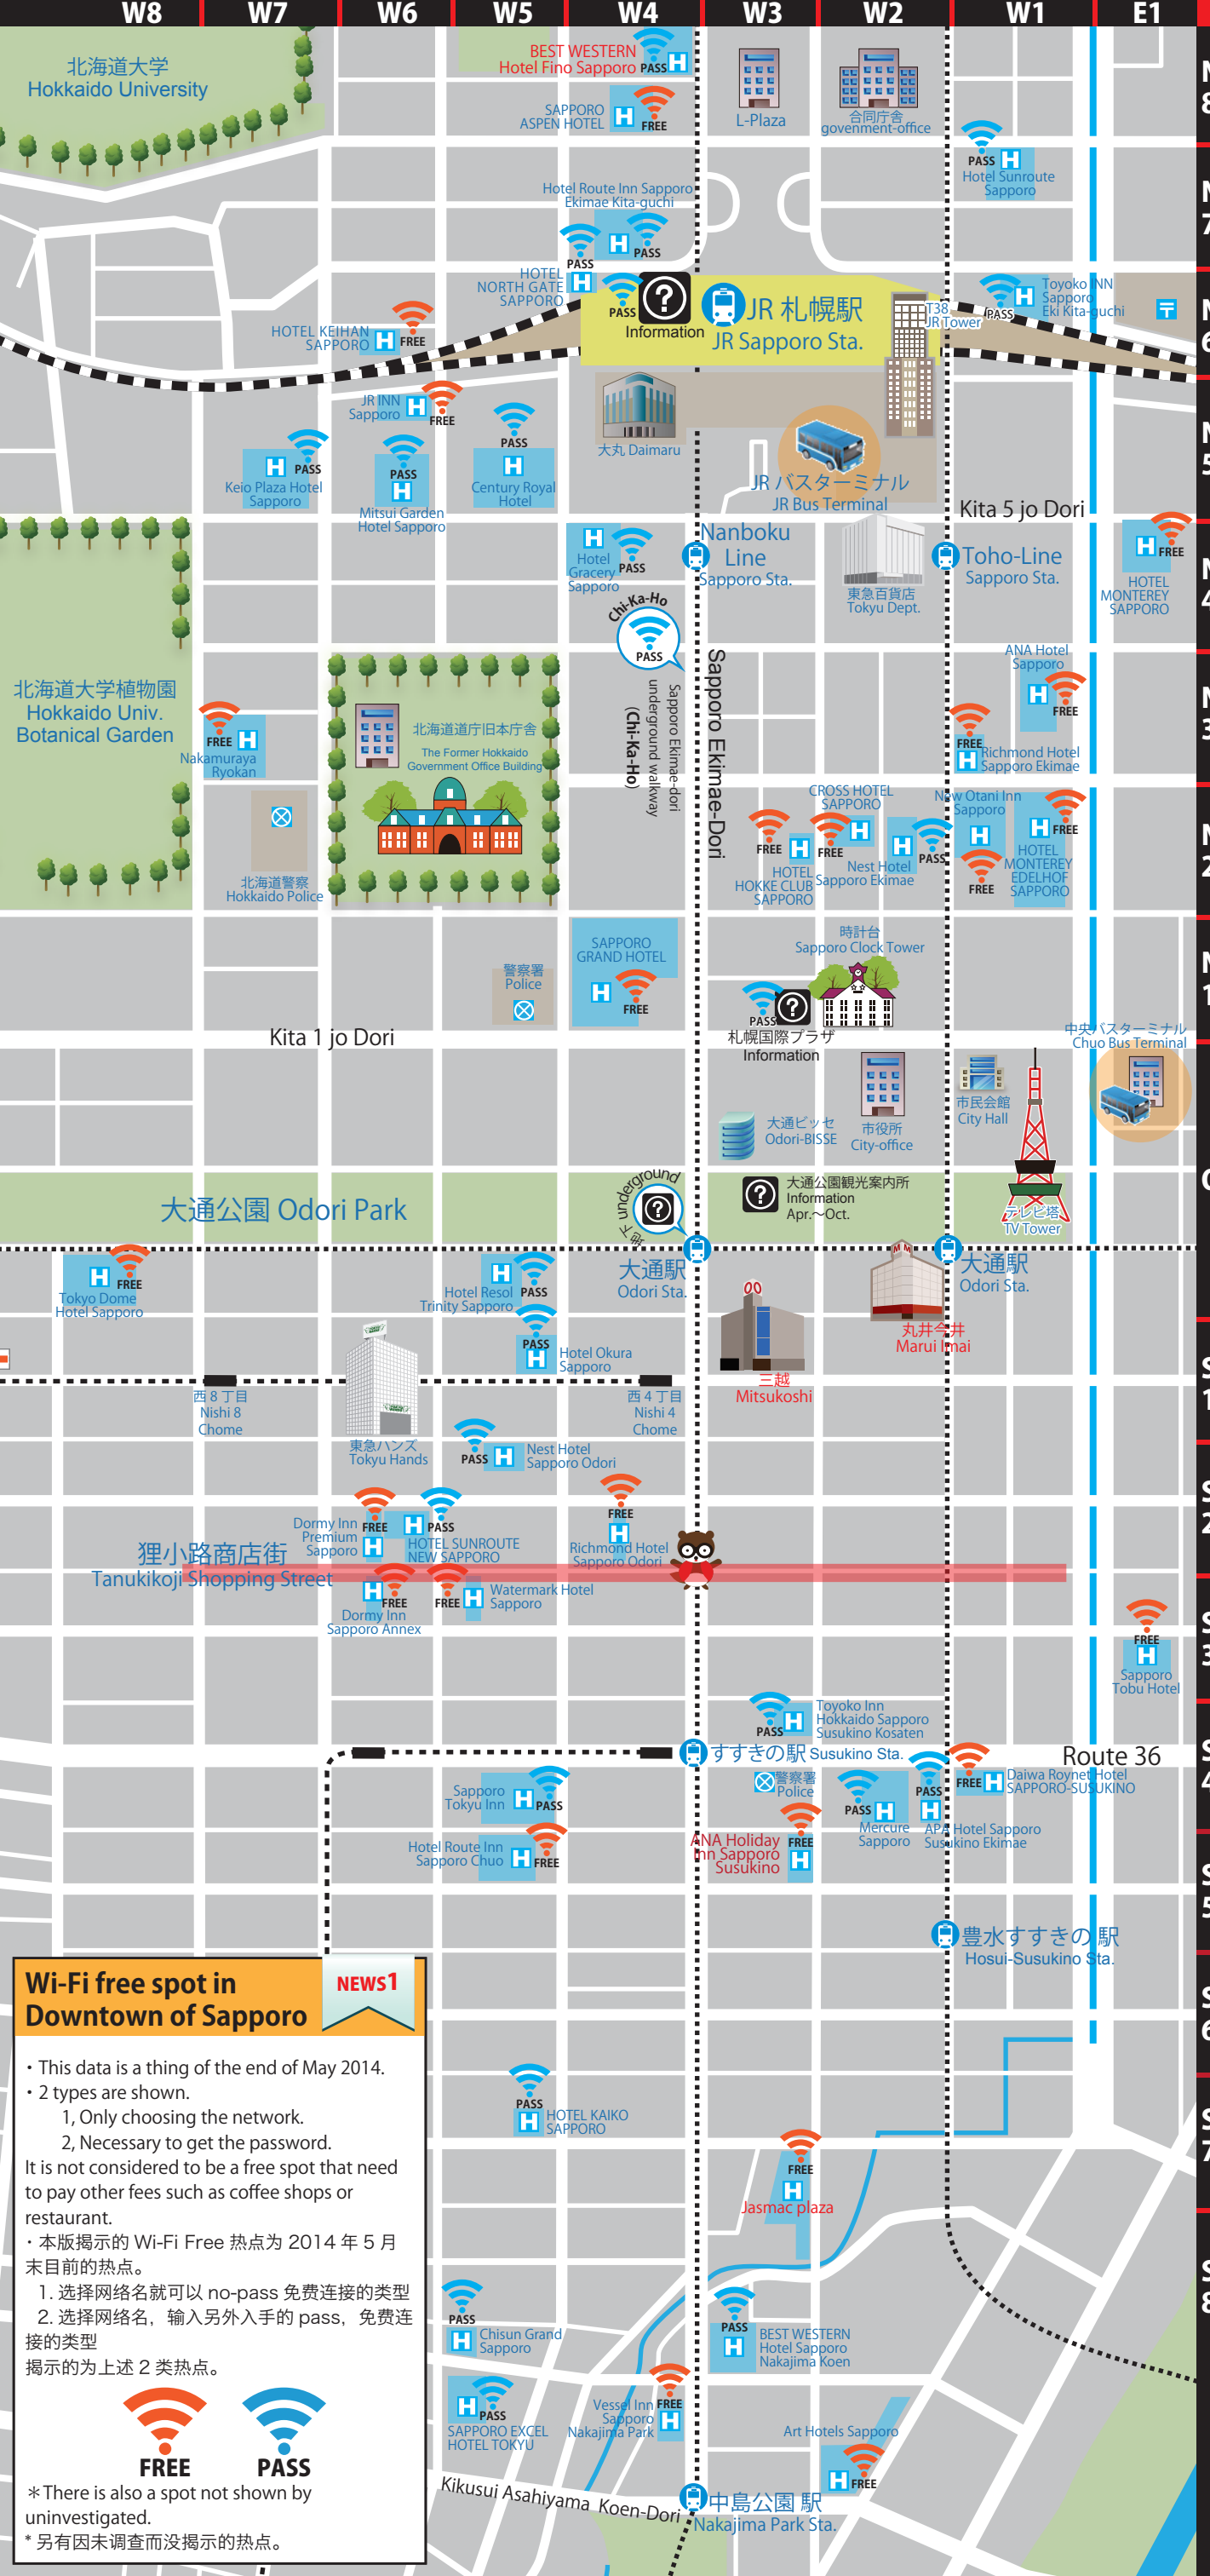 W8 W7 W6 W5 W4 W3 W2 W1 E1
北海道大学
Hokkaido University
BEST WESTERN
Hotel Fino Sapporo
PASS
SAPPORO
ASPEN HOTEL
FREE
L-Plaza
合同庁舎
govenment-office
PASS
Hotel Sunroute
Sapporo
Hotel Route Inn Sapporo
Ekimae Kita-guchi
PASS
PASS
HOTEL
NORTH GATE
SAPPORO
PASS
Information
JR 札幌駅
JR Sapporo Sta.
T38
JR Tower
PASS
Toyoko INN
Sapporo
Eki Kita-guchi
HOTEL KEIHAN
SAPPORO
FREE
JR INN
Sapporo
FREE
大丸 Daimaru
JR バスターミナル
JR Bus Terminal
PASS
Keio Plaza Hotel
Sapporo
PASS
Mitsui Garden
Hotel Sapporo
PASS
Century Royal
Hotel
Kita 5 jo Dori
Hotel
Gracery
Sapporo
PASS
Nanboku
Line
Sapporo Sta.
東急百貨店
Tokyu Dept.
Toho-Line
Sapporo Sta.
FREE
HOTEL
MONTEREY
SAPPORO
Chi-Ka-Ho
PASS
Sapporo Ekimae-dori
underground walkway
(Chi-Ka-Ho)
Sapporo Ekimae-Dori
ANA Hotel
Sapporo
FREE
FREE
Richmond Hotel
Sapporo Ekimae
北海道大学植物園
Hokkaido Univ.
Botanical Garden
FREE
Nakamuraya
Ryokan
北海道道庁旧本庁舎
The Former Hokkaido
Government Office Building
北海道警察
Hokkaido Police
CROSS HOTEL
SAPPORO
FREE
FREE
HOTEL
HOKKE CLUB
SAPPORO
Nest Hotel
Sapporo Ekimae
PASS
New Otani Inn
Sapporo
FREE
FREE
HOTEL
MONTEREY
EDELHOF
SAPPORO
SAPPORO
GRAND HOTEL
FREE
警察署
Police
時計台
Sapporo Clock Tower
PASS
札幌国際プラザ
Information
Kita 1 jo Dori
中央バスターミナル
Chuo Bus Terminal
大通ビッセ
Odori-BISSE
市役所
City-office
市民会館
City Hall
大通公園 Odori Park
地下 underground
大通公園観光案内所
Information
Apr.～Oct.
テレビ塔
TV Tower
FREE
Tokyo Dome
Hotel Sapporo
Hotel Resol
Trinity Sapporo
PASS
大通駅
Odori Sta.
大通駅
Odori Sta.
PASS
Hotel Okura
Sapporo
丸井今井
Marui Imai
三越
Mitsukoshi
西 8 丁目
Nishi 8
Chome
西 4 丁目
Nishi 4
Chome
東急ハンズ
Tokyu Hands
PASS
Nest Hotel
Sapporo Odori
Dormy Inn
Premium
Sapporo
FREE
PASS
HOTEL SUNROUTE
NEW SAPPORO
FREE
Richmond Hotel
Sapporo Odori
狸小路商店街
Tanukikoji Shopping Street
FREE
Dormy Inn
Sapporo Annex
FREE
Watermark Hotel
Sapporo
FREE
Sapporo
Tobu Hotel
PASS
Toyoko Inn
Hokkaido Sapporo
Susukino Kosaten
すすきの駅 Susukino Sta.
Route 36
警察署
Police
Sapporo
Tokyu Inn
PASS
PASS
Mercure
Sapporo
PASS
APA Hotel Sapporo
Susukino Ekimae
FREE
Daiwa Roynet Hotel
SAPPORO-SUSUKINO
Hotel Route Inn
Sapporo Chuo
FREE
ANA Holiday
Inn Sapporo
Susukino
FREE
豊水すすきの 駅
Hosui-Susukino Sta.
Wi-Fi free spot in
Downtown of Sapporo
NEWS1
・This data is a thing of the end of May 2014.
・2 types are shown.
1, Only choosing the network.
2, Necessary to get the password.
It is not considered to be a free spot that need
to pay other fees such as coffee shops or
restaurant.
・本版揭示的 Wi-Fi Free 热点为 2014 年 5 月
末目前的热点。
1. 选择网络名就可以 no-pass 免费连接的类型
2. 选择网络名，输入另外入手的 pass，免费连
接的类型
揭示的为上述 2 类热点。
FREE PASS
＊There is also a spot not shown by
uninvestigated.
* 另有因未调查而没揭示的热点。
PASS
HOTEL KAIKO
SAPPORO
FREE
Jasmac plaza
PASS
Chisun Grand
Sapporo
PASS
BEST WESTERN
Hotel Sapporo
Nakajima Koen
PASS
SAPPORO EXCEL
HOTEL TOKYU
Vessel Inn
Sapporo
Nakajima Park
FREE
Art Hotels Sapporo
FREE
Kikusui Asahiyama Koen-Dori
中島公園 駅
Nakajima Park Sta.